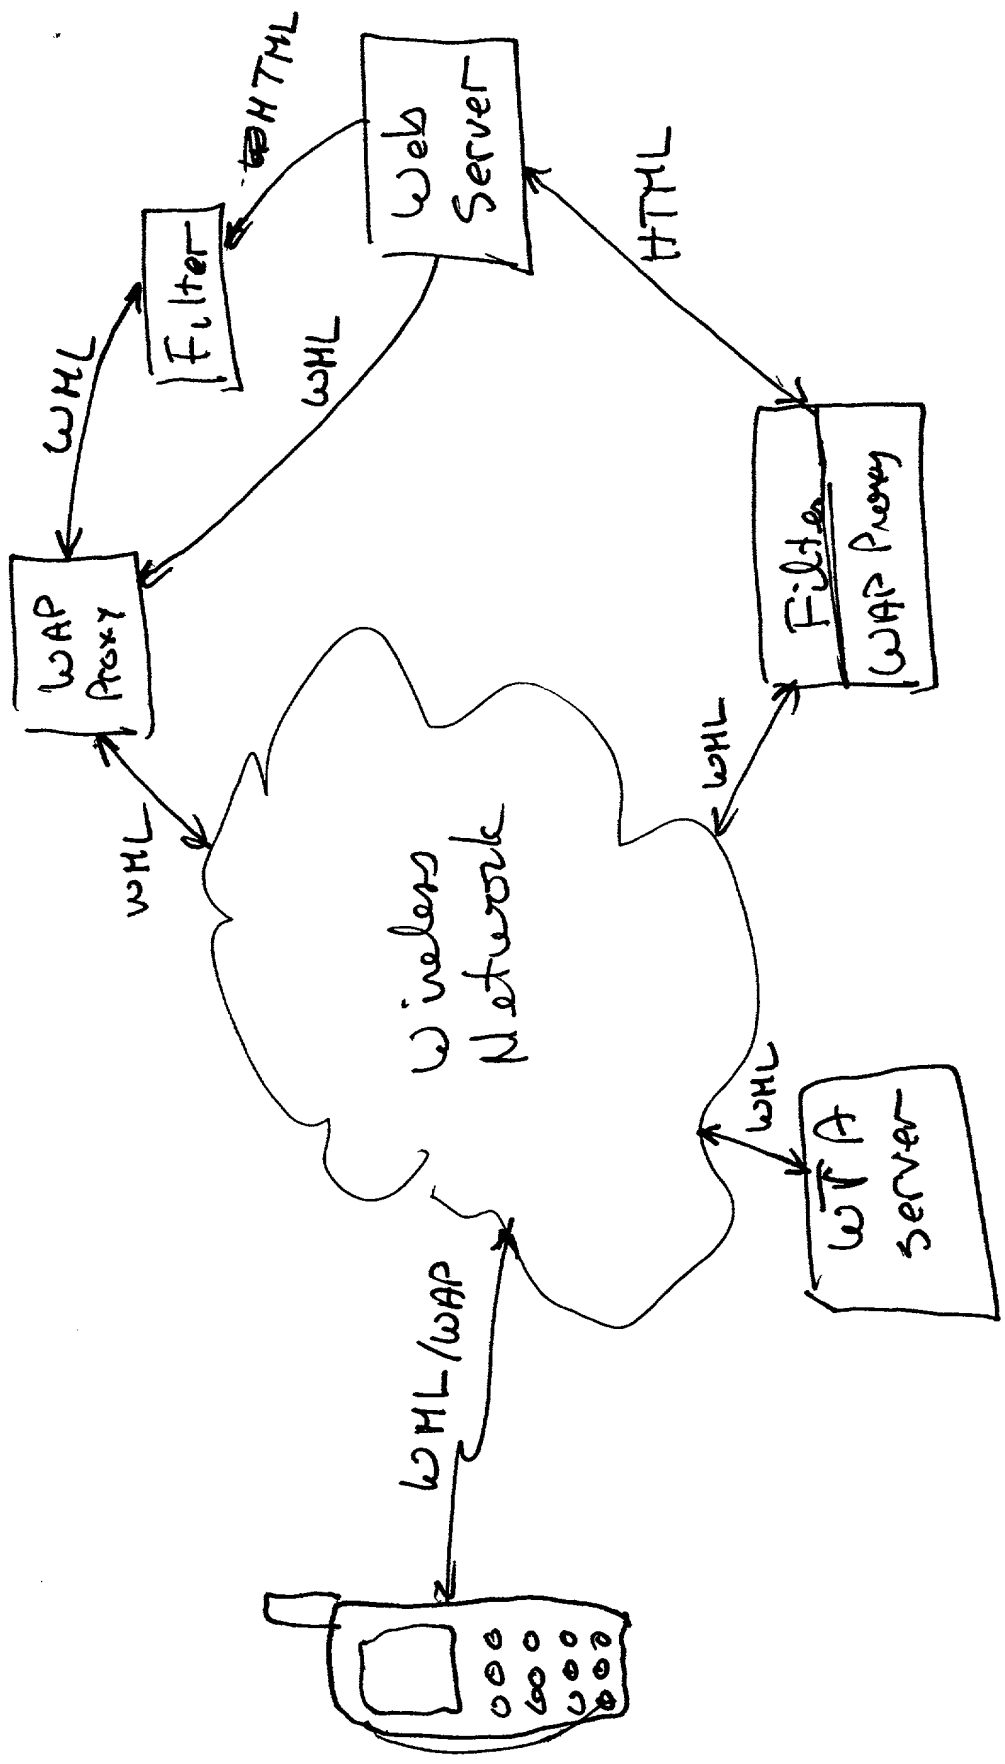 WML
Filter
HTML
Web
Server
WAP
Proxy
WML
WML
WML/WAP
Wireless
Network
WML
HTML
Filter
WAP Proxy
WML
WTA
Server